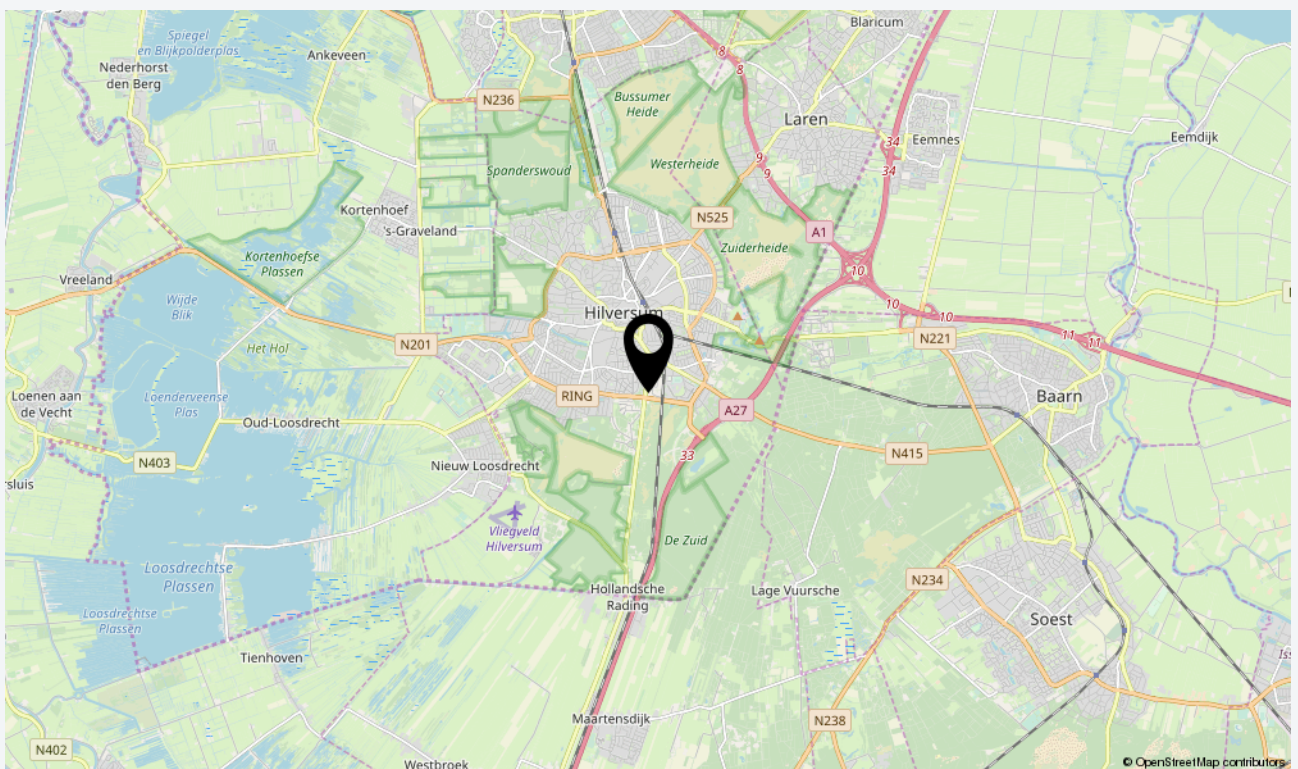 Blaricum
Spiegel
en Blijkpolderplas
Ankeveen
Nederhorst
den Berg
8
8
N236
Bussumer
Heide
Laren
34
Eemnes
Eemdijk
9
9
Westerheide
34
Spanderswoud
Kortenhoef
's-Graveland
N525
A1
Zuiderheide
Kortenhoefse
Plassen
10
Vreeland
Wijde
Blik
10
10
Hilversum
11
11
N201
Het Hol
N221
Loenen aan
de Vecht
Loenderveense
Plas
RING
Baarn
A27
Oud-Loosdrecht
N415
33
N403
Nieuw Loosdrecht
rsluis
Vliegveld
Hilversum
De Zuid
Loosdrechtse
Plassen
N234
Hollandsche
Rading
Lage Vuursche
Loosdrechtse
Plassen
Soest
Tienhoven
Iss
Maartensdijk
N238
N402
Westbroek
© OpenStreetMap contributors